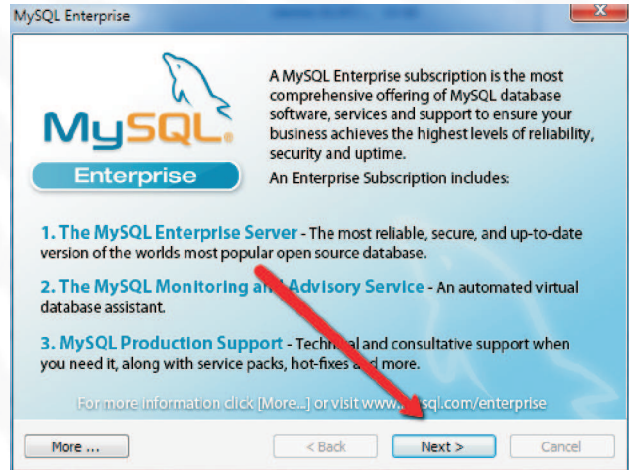 MySQL Enterprise
A MySQL Enterprise subscription is the most
comprehensive offering of MySQL database
software, services and support to ensure your
business achieves the highest levels of reliability,
security and uptime.
MySQL.
Enterprise
An Enterprise Subscription includes:
1. The MySQL Enterprise Server - The most reliable, secure, and up-to-date
version of the worlds most popular open source database.
2. The MySQL Monitoring and Advisory Service - An automated virtual
database assistant.
3. MySQL Production Support - Technical and consultative support when
you need it, along with service packs, hot-fixes and more.
For more information click [More...] or visit www.mysql.com/enterprise
More ...
< Back
Next >
Cancel